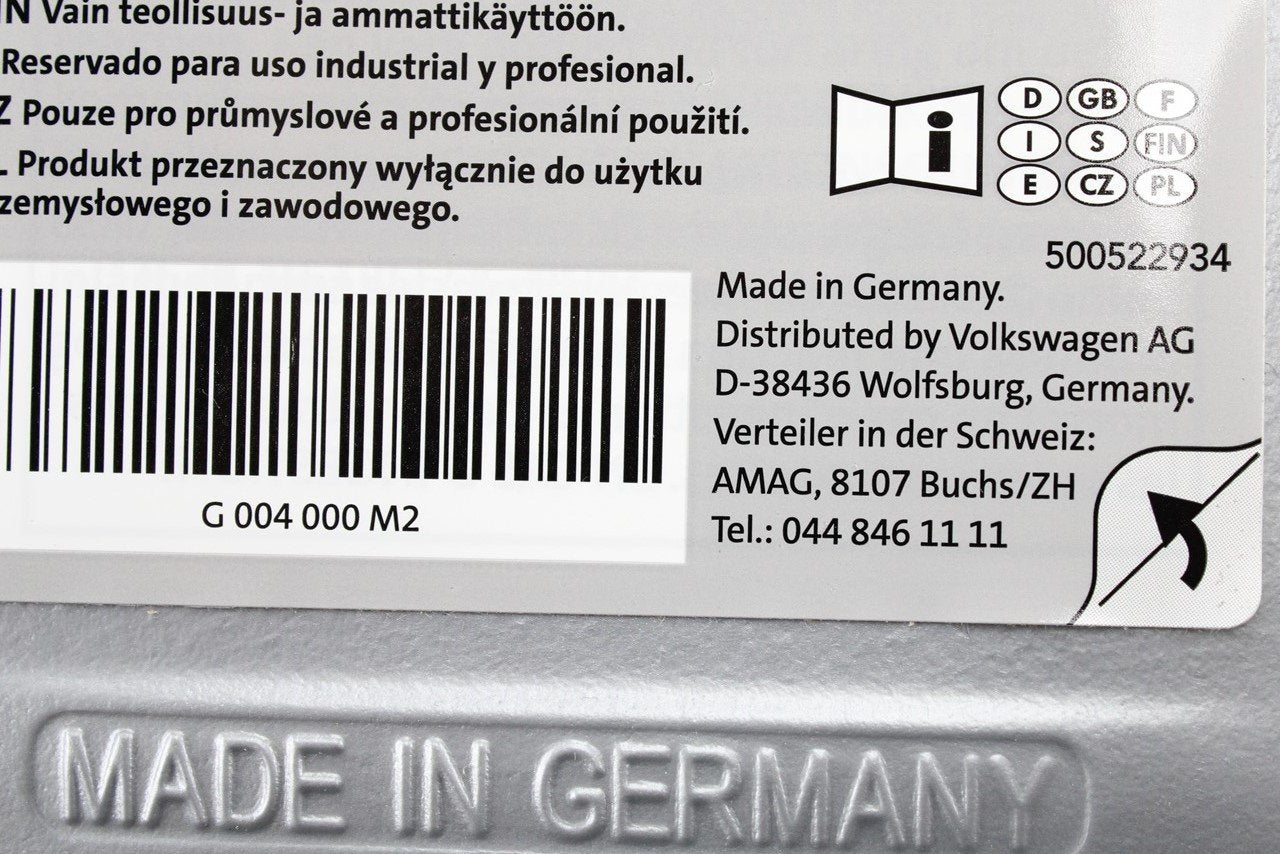 IN Vain teollisuus- ja ammattikäyttöön.
Reservado para uso industrial y profesional.
Z Pouze pro průmyslové a profesionální použití.
L Produkt przeznaczony wyłącznie do użytku
zemysłowego i zawodowego.
i
D GB F
I S FIN
E CZ PL
500522934
G 004 000 M2
Made in Germany.
Distributed by Volkswagen AG
D-38436 Wolfsburg, Germany.
Verteiler in der Schweiz:
AMAG, 8107 Buchs/ZH
Tel.: 044 846 11 11
MADE IN GERMANY